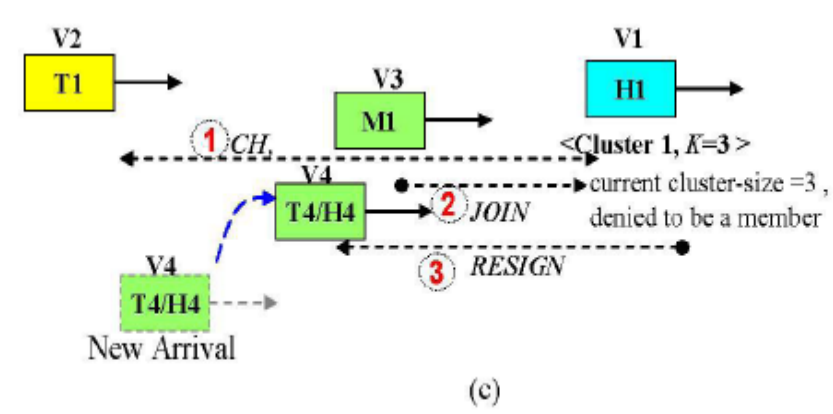 V2
T1
V1
H1
V3
M1
1 CH,
<Cluster 1, K=3 >
current cluster-size =3 ,
denied to be a member
V4
T4/H4
2 JOIN
3 RESIGN
V4
T4/H4
New Arrival
(c)